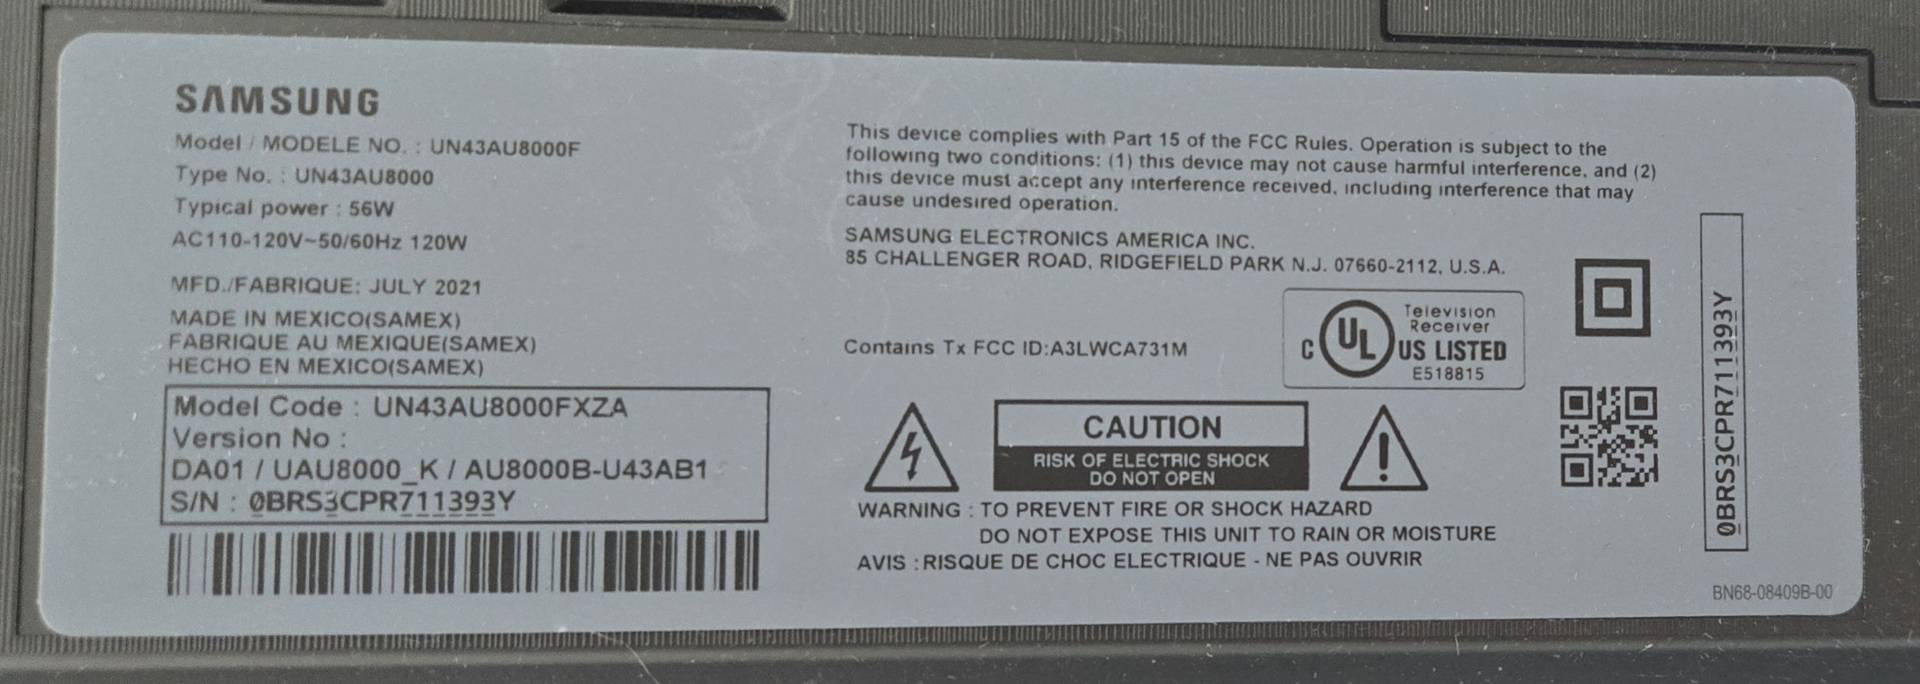 SAMSUNG
Model / MODELE NO. : UN43AU8000F
Type No. : UN43AU8000
Typical power : 56W
AC110-120V~50/60Hz 120W
MFD./FABRIQUE: JULY 2021
MADE IN MEXICO(SAMEX)
FABRIQUE AU MEXIQUE(SAMEX)
HECHO EN MEXICO(SAMEX)
Model Code : UN43AU8000FXZA
Version No :
DA01 / UAU8000_K / AU8000B-U43AB1
S/N : 0BRS3CPR711393Y
This device complies with Part 15 of the FCC Rules. Operation is subject to the
following two conditions: (1) this device may not cause harmful interference, and (2)
this device must accept any interference received, including interference that may
cause undesired operation.
SAMSUNG ELECTRONICS AMERICA INC.
85 CHALLENGER ROAD, RIDGEFIELD PARK N.J. 07660-2112, U.S.A.
Contains Tx FCC ID:A3LWCA731M
C UL US LISTED
Television
Receiver
E518815
CAUTION
RISK OF ELECTRIC SHOCK
DO NOT OPEN
WARNING : TO PREVENT FIRE OR SHOCK HAZARD
DO NOT EXPOSE THIS UNIT TO RAIN OR MOISTURE
AVIS : RISQUE DE CHOC ELECTRIQUE - NE PAS OUVRIR
0BRS3CPR711393Y
BN68-08409B-00